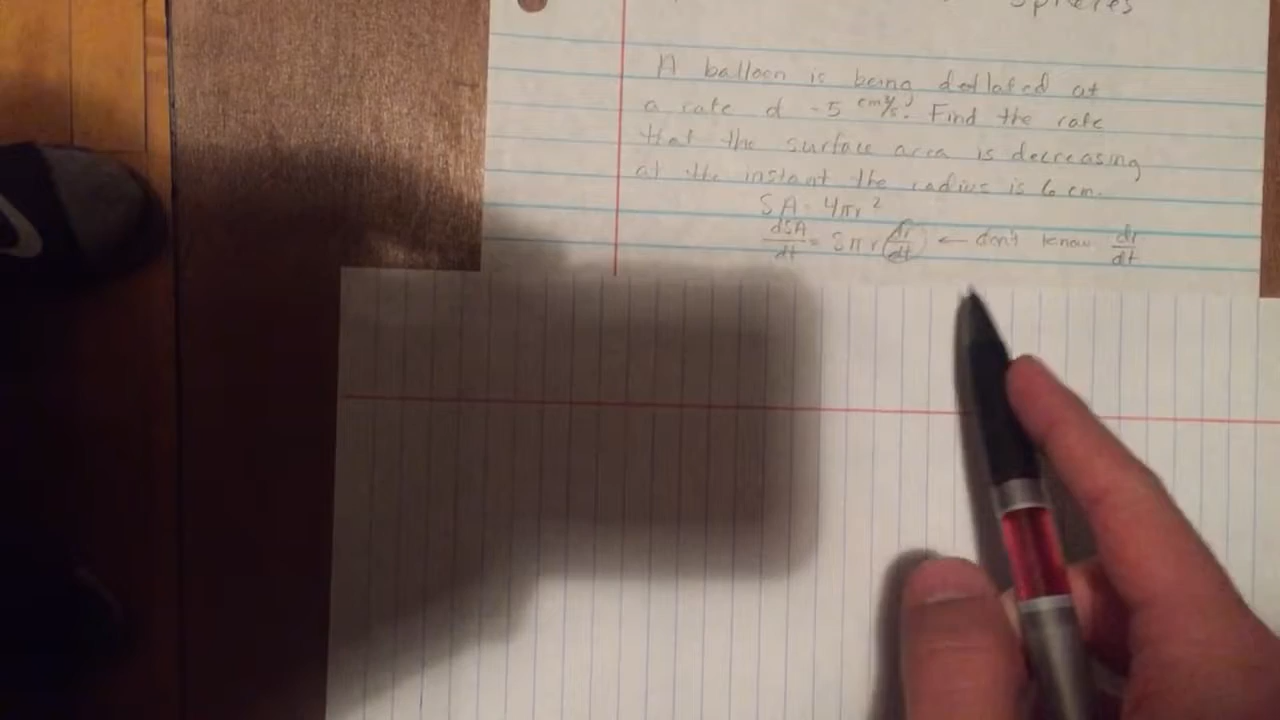 Spheres
A balloon is being deflated at
a rate of -5 cm³/s. Find the rate
that the surface area is decreasing
at the instant the radius is 6 cm.
SA = 4πr²
dSA/dt = 8πr(dr/dt) ← don't know dr/dt